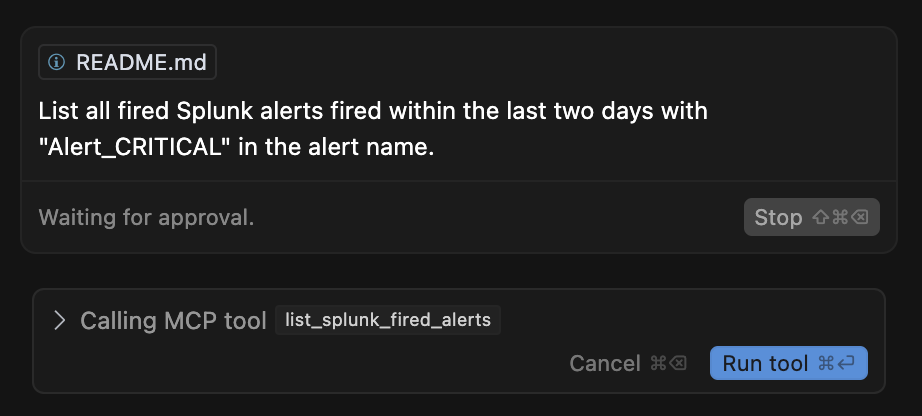 README.md
List all fired Splunk alerts fired within the last two days with
"Alert_CRITICAL" in the alert name.
Waiting for approval.
Stop ⇧⌘⌫
Calling MCP tool list_splunk_fired_alerts
Cancel ⌘⌫
Run tool ⌘⏎